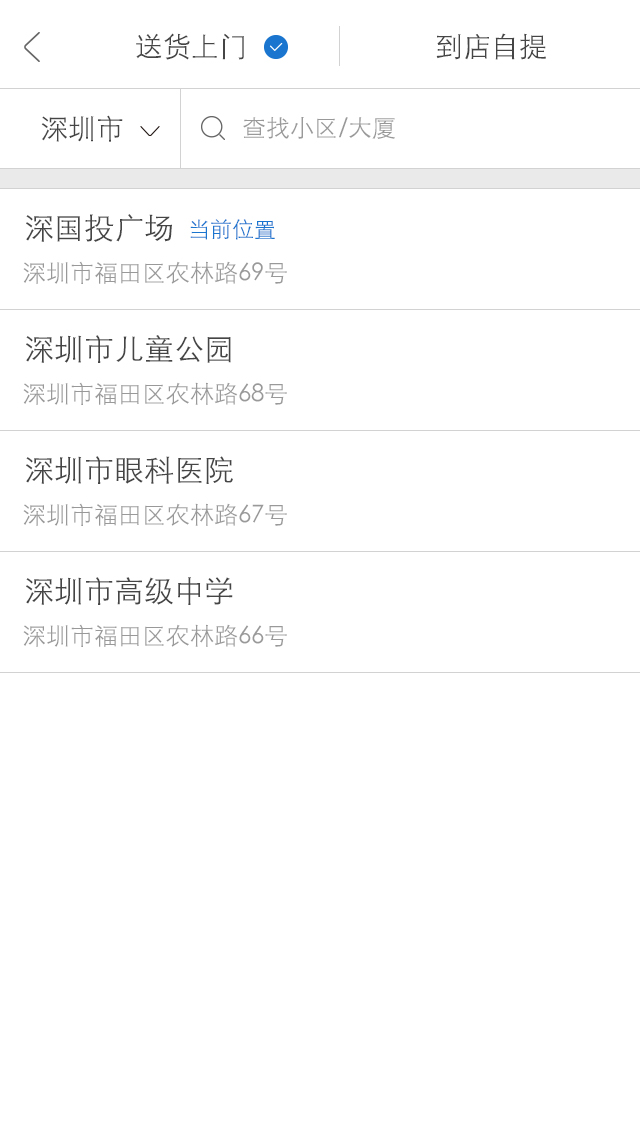 送货上门 到店自提
深圳市 查找小区/大厦
深国投广场 当前位置
深圳市福田区农林路69号
深圳市儿童公园
深圳市福田区农林路68号
深圳市眼科医院
深圳市福田区农林路67号
深圳市高级中学
深圳市福田区农林路66号